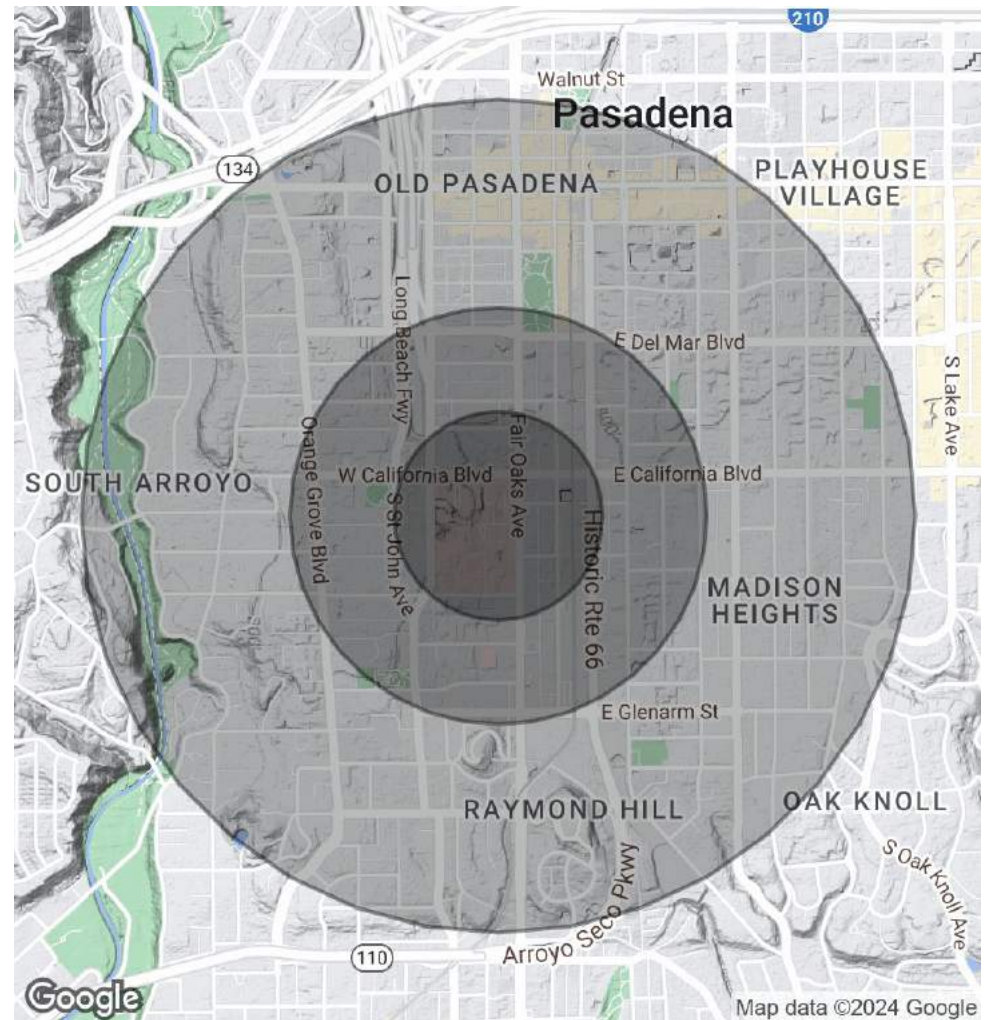 210
Walnut St
Pasadena
134
OLD PASADENA
PLAYHOUSE
VILLAGE
Long Beach Fwy
E Del Mar Blvd
S Lake Ave
Orange Grove Blvd
Fair Oaks Ave
W California Blvd
E California Blvd
SOUTH ARROYO
S St John Ave
Historic Rte 66
MADISON
HEIGHTS
E Glenarm St
RAYMOND HILL
OAK KNOLL
S Oak Knoll Ave
Arroyo Seco Pkwy
110
Google
Map data ©2024 Google